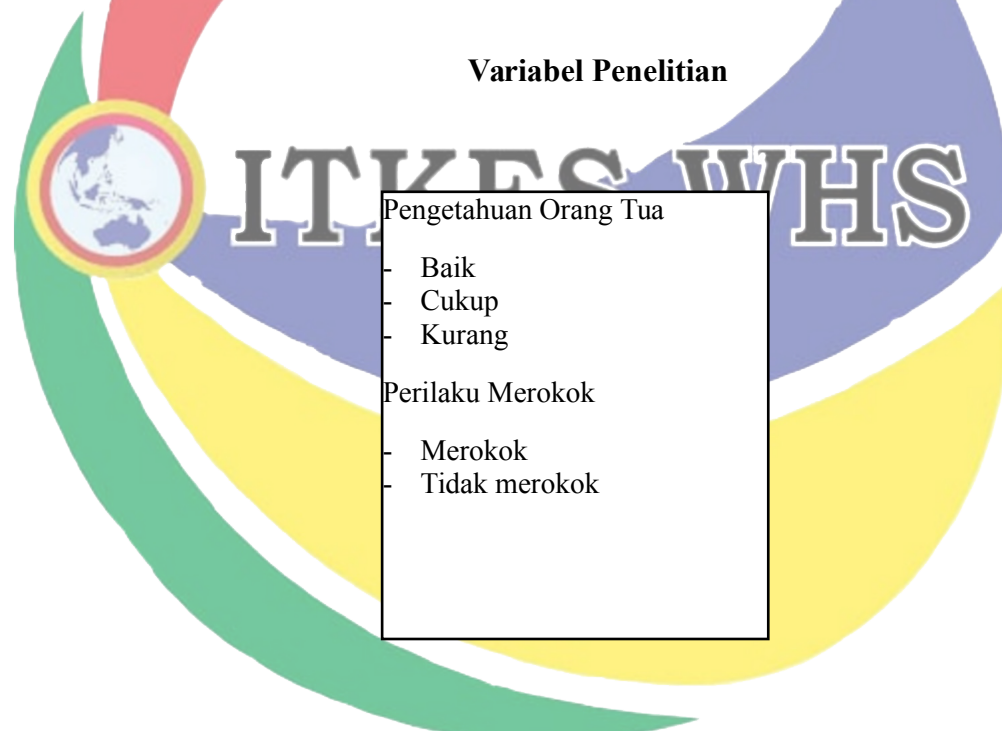 Variabel Penelitian
ITKES WHS
Pengetahuan Orang Tua
- Baik
- Cukup
- Kurang
Perilaku Merokok
- Merokok
- Tidak merokok